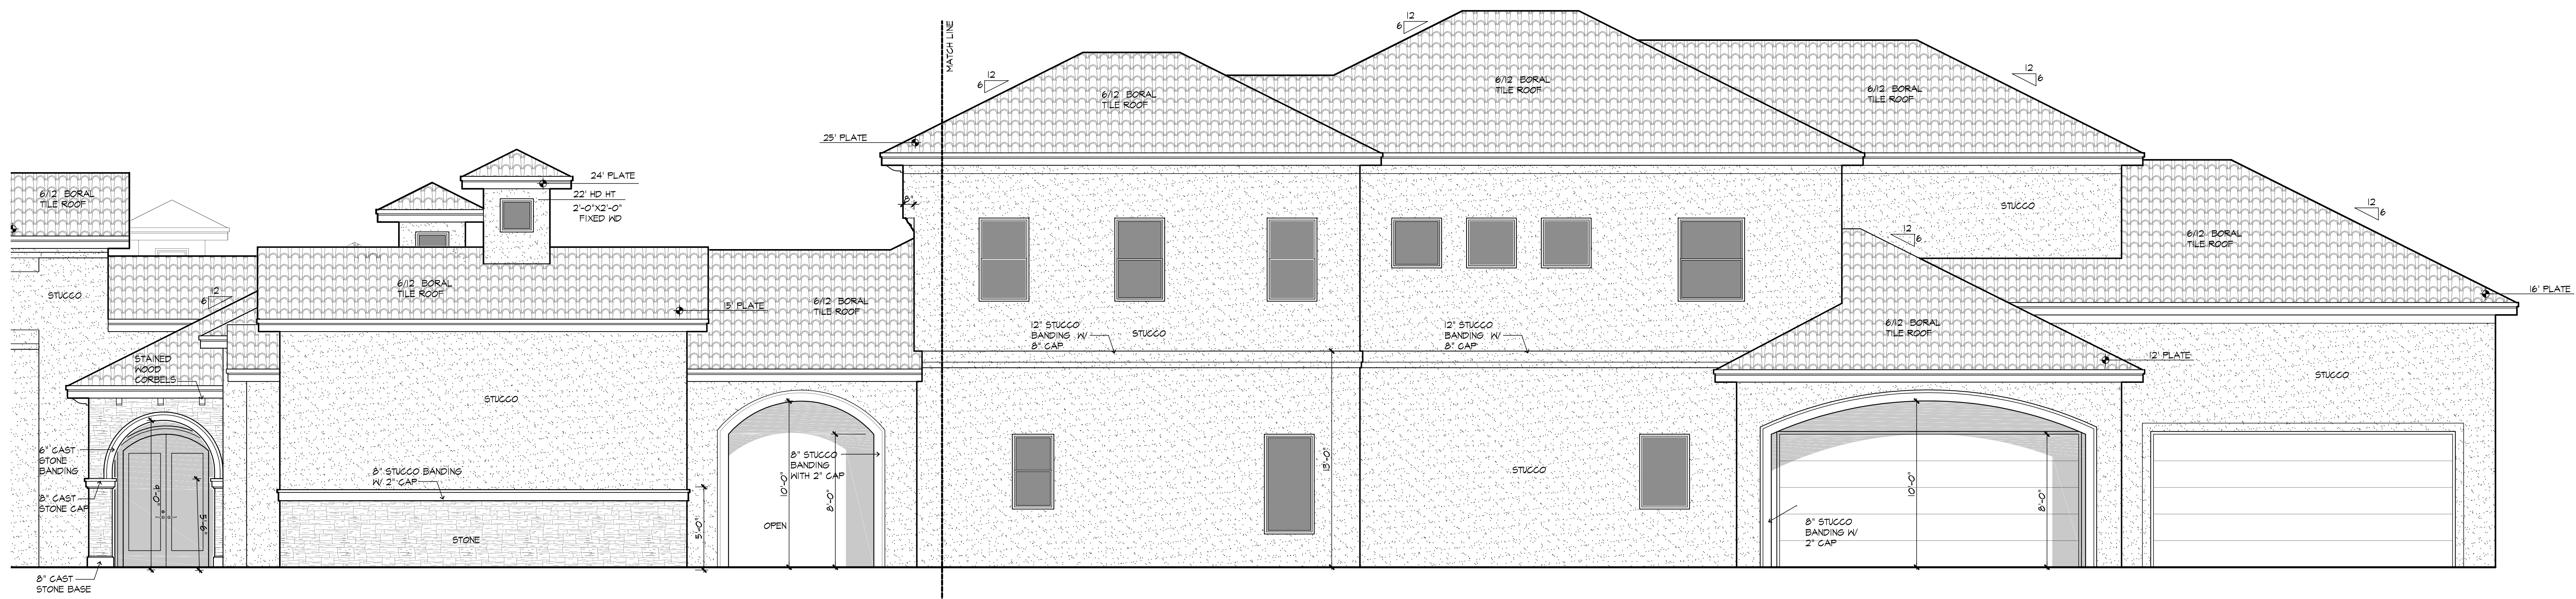 6/12 BORAL
TILE ROOF
STUCCO
12
6
STAINED
WOOD
CORBELS
6" CAST
STONE
BANDING
8" CAST
STONE CAP
8" CAST
STONE BASE
9'-0"
5'-6"
24' PLATE
22' HD HT
2'-0"X2'-0"
FIXED WD
6/12 BORAL
TILE ROOF
15' PLATE
STUCCO
8" STUCCO BANDING
W/ 2" CAP
STONE
5'-0"
6/12 BORAL
TILE ROOF
8" STUCCO
BANDING
WITH 2" CAP
10'-0"
8'-0"
OPEN
25' PLATE
8"
MATCH LINE
12
6
6/12 BORAL
TILE ROOF
12" STUCCO
BANDING W/
8" CAP
STUCCO
13'-0"
12
6
6/12 BORAL
TILE ROOF
12" STUCCO
BANDING W/
8" CAP
STUCCO
6/12 BORAL
TILE ROOF
12
6
STUCCO
12
6
6/12 BORAL
TILE ROOF
12' PLATE
10'-0"
8'-0"
8" STUCCO
BANDING W/
2" CAP
12
6
6/12 BORAL
TILE ROOF
16' PLATE
STUCCO